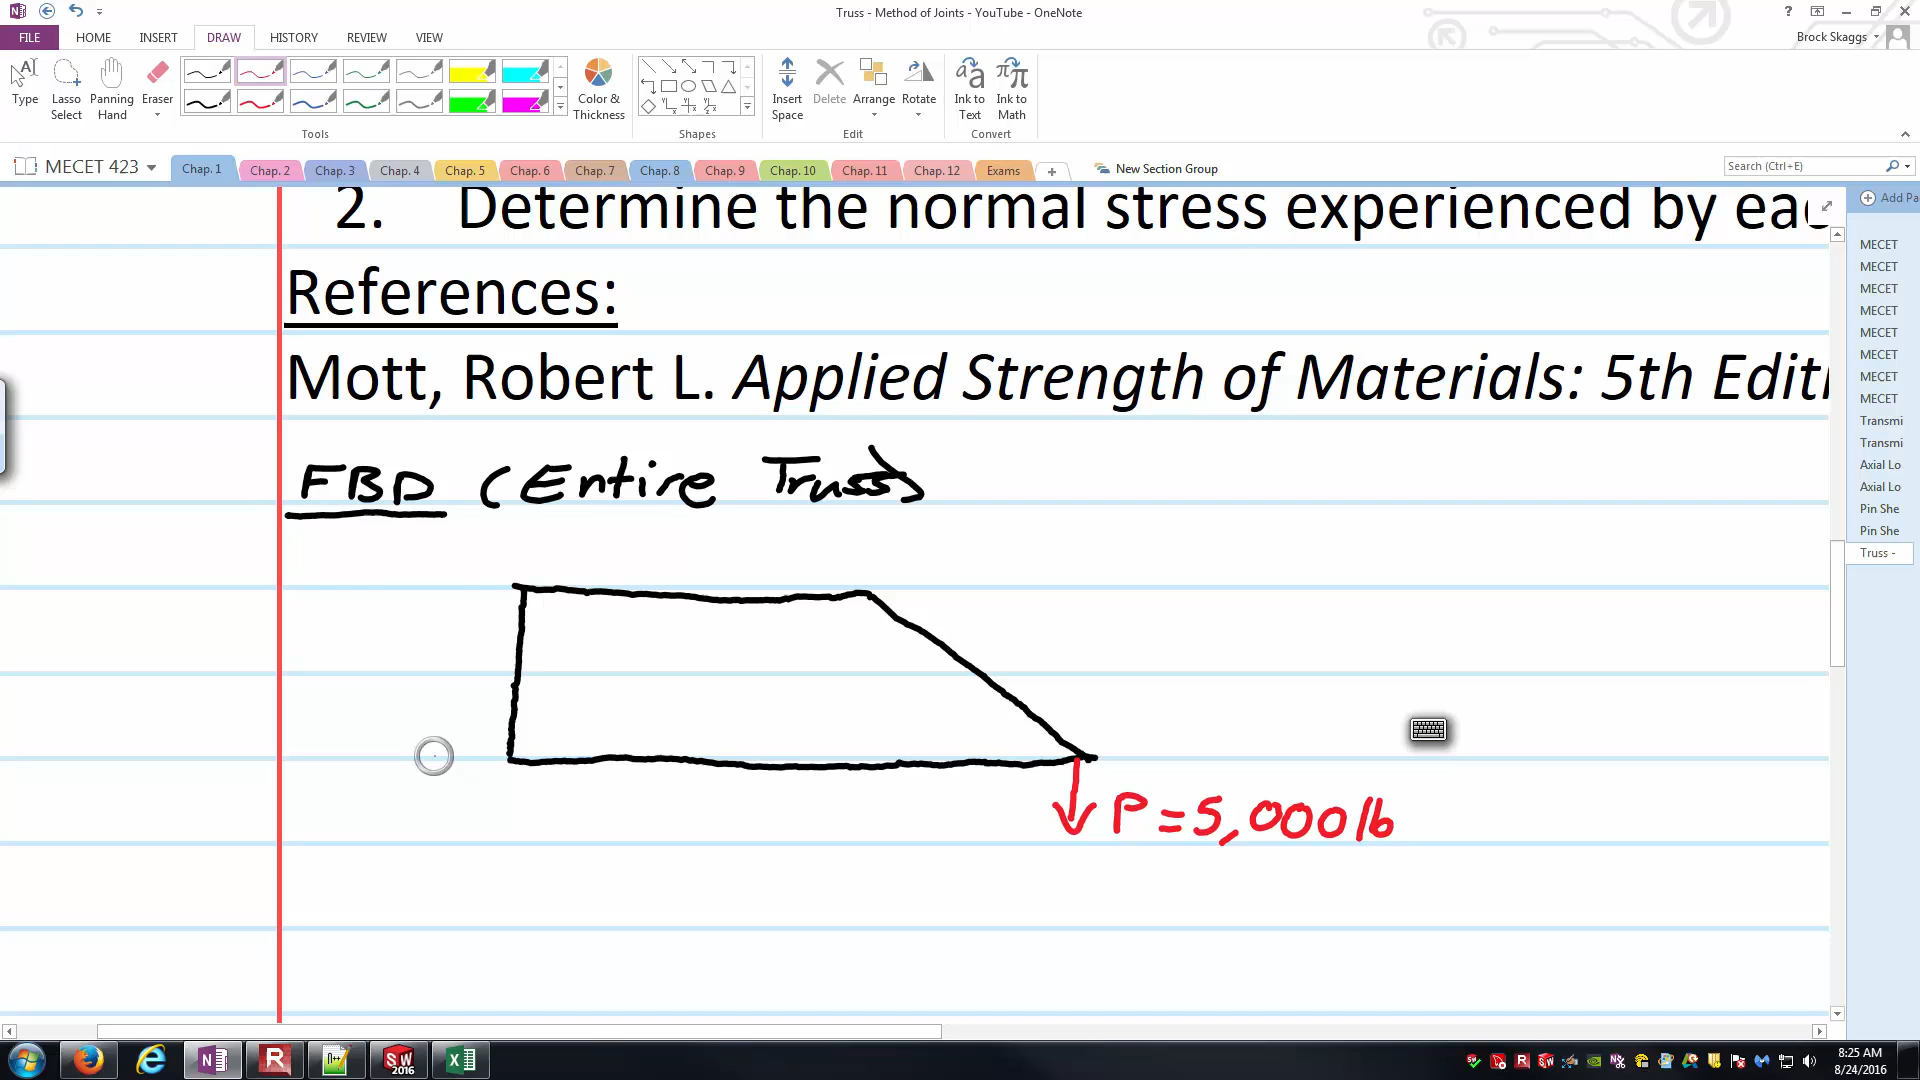 Truss - Method of Joints - YouTube - OneNote
FILE HOME INSERT DRAW HISTORY REVIEW VIEW
Brock Skaggs
Type Lasso Select Panning Hand Eraser Color & Thickness Insert Space Delete Arrange Rotate Ink to Text Ink to Math
Tools Shapes Edit Convert
MECET 423 Chap. 1 Chap. 2 Chap. 3 Chap. 4 Chap. 5 Chap. 6 Chap. 7 Chap. 8 Chap. 9 Chap. 10 Chap. 11 Chap. 12 Exams New Section Group Search (Ctrl+E)
2. Determine the normal stress experienced by eac
References:
Mott, Robert L. Applied Strength of Materials: 5th Editi
FBD (Entire Truss)
P = 5,000 lb
Add Pa
MECET
MECET
MECET
MECET
MECET
MECET
MECET
MECET
Transmi
Transmi
Axial Lo
Axial Lo
Pin She
Pin She
Truss -
8:25 AM
8/24/2016